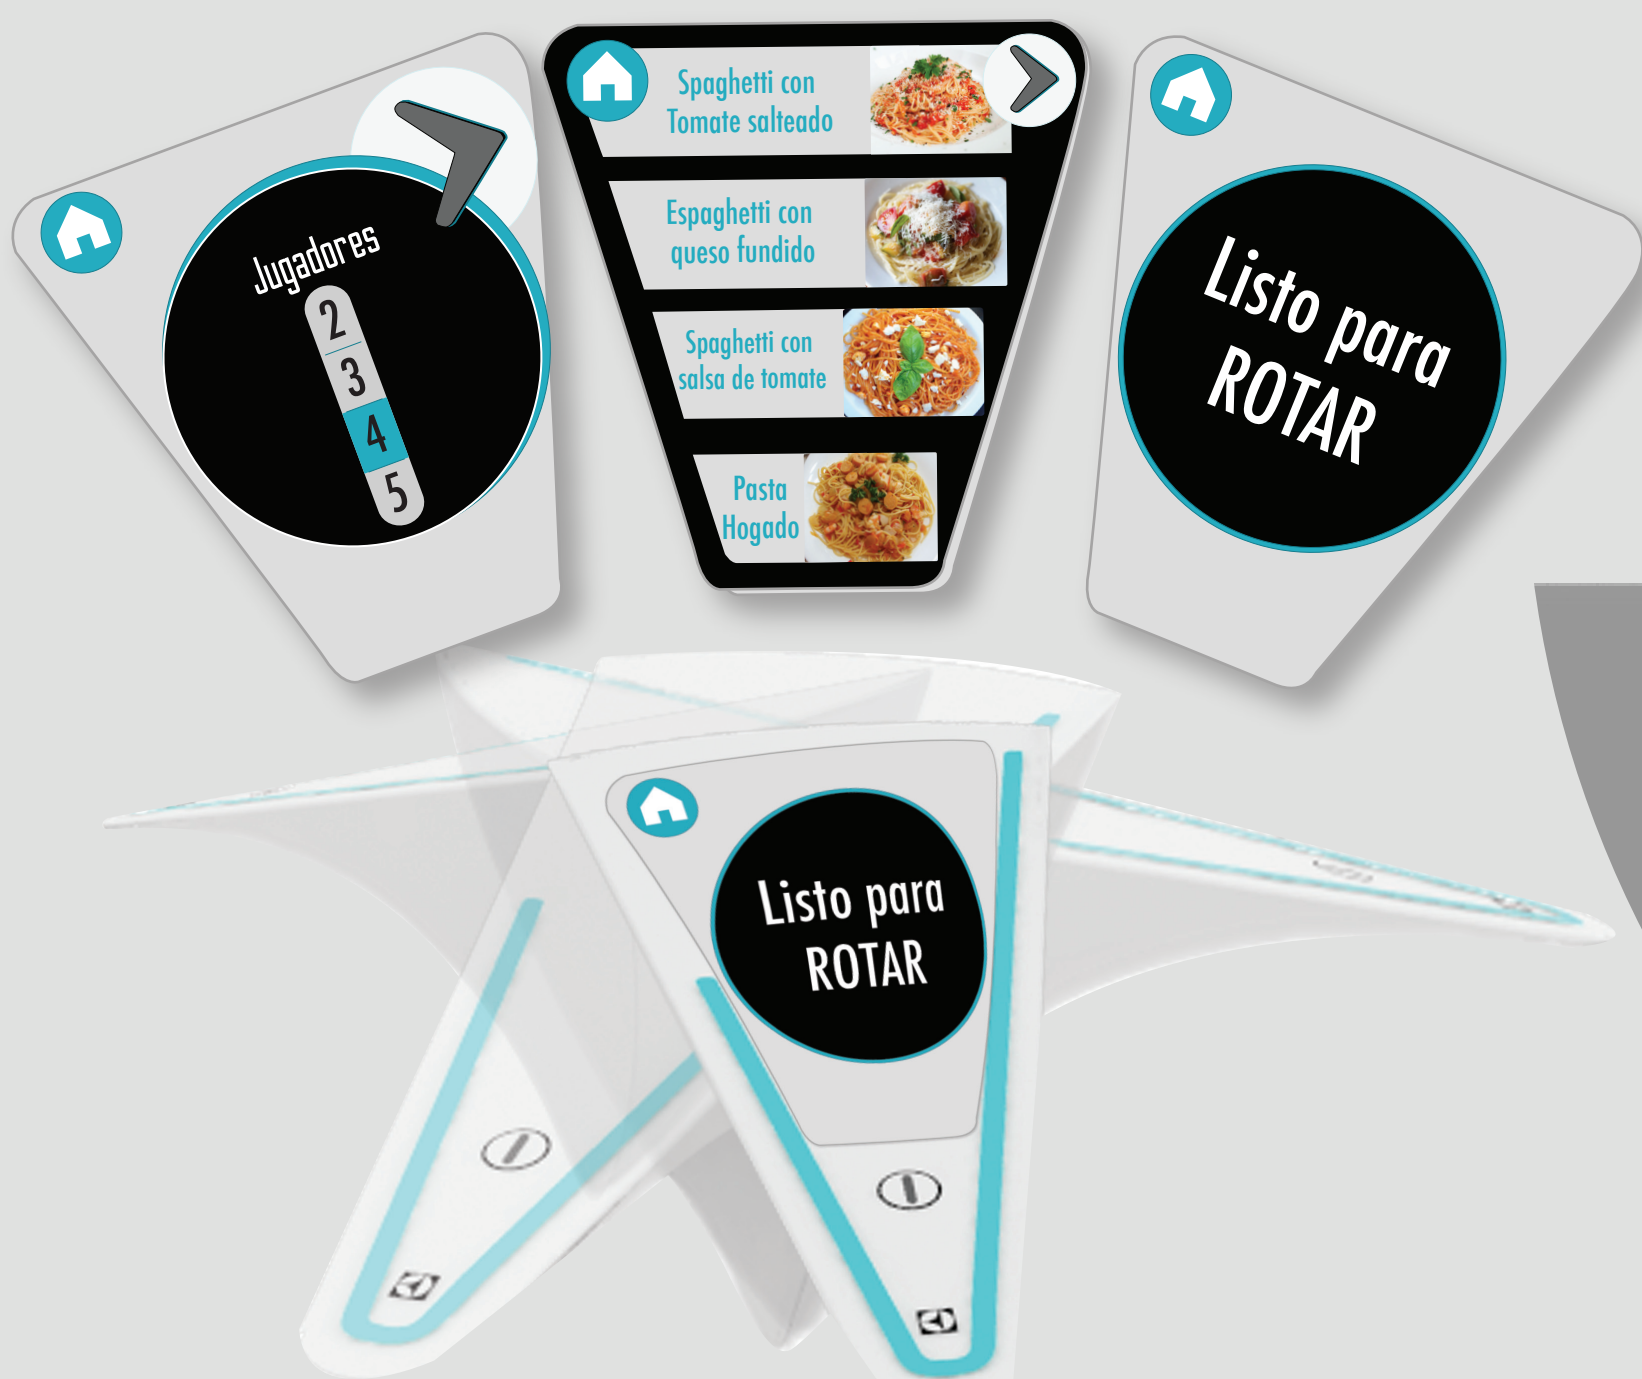 Jugadores
2
3
4
5
Spaghetti con
Tomate salteado
Espaghetti con
queso fundido
Spaghetti con
salsa de tomate
Pasta
Hogado
Listo para
ROTAR
Listo para
ROTAR